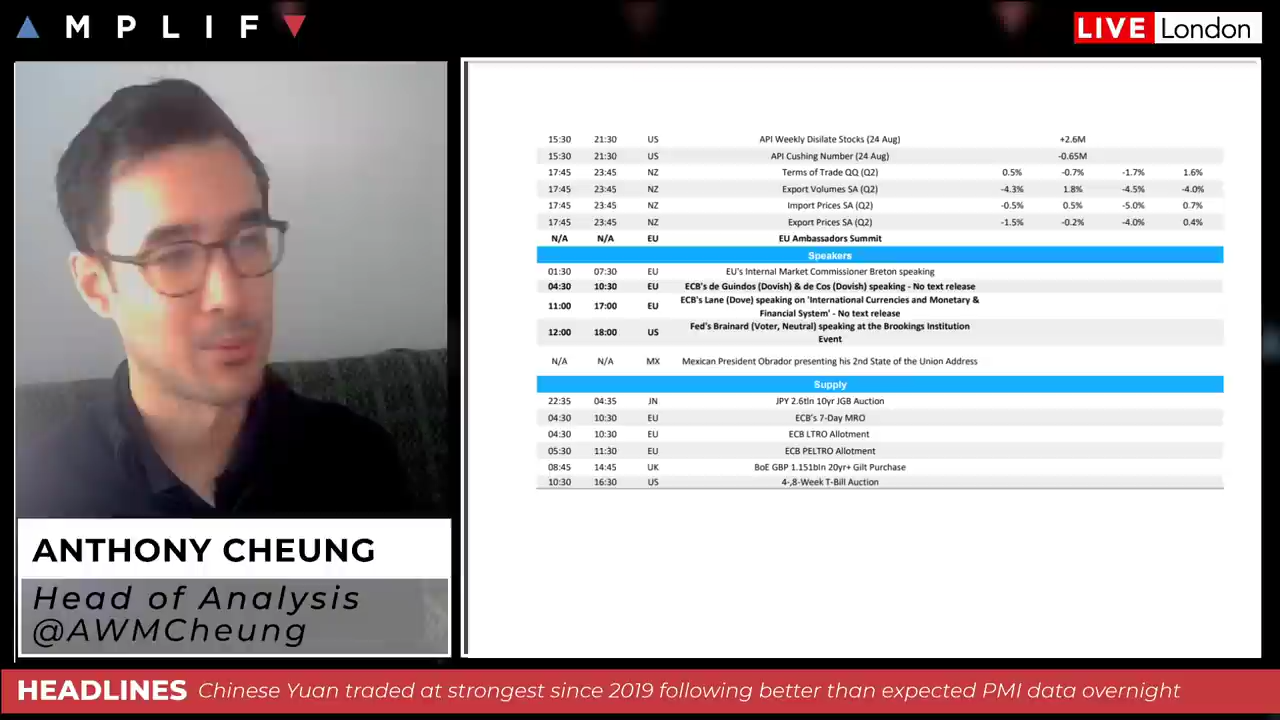 MPLIF
LIVE London
15:30 21:30 US API Weekly Disilate Stocks (24 Aug) +2.6M
15:30 21:30 US API Cushing Number (24 Aug) -0.65M
17:45 23:45 NZ Terms of Trade QQ (Q2) 0.5% -0.7% -1.7% 1.6%
17:45 23:45 NZ Export Volumes SA (Q2) -4.3% 1.8% -4.5% -4.0%
17:45 23:45 NZ Import Prices SA (Q2) -0.5% 0.5% -5.0% 0.7%
17:45 23:45 NZ Export Prices SA (Q2) -1.5% -0.2% -4.0% 0.4%
N/A N/A EU EU Ambassadors Summit
Speakers
01:30 07:30 EU EU's Internal Market Commissioner Breton speaking
04:30 10:30 EU ECB's de Guindos (Dovish) & de Cos (Dovish) speaking - No text release
11:00 17:00 EU ECB's Lane (Dove) speaking on 'International Currencies and Monetary &
Financial System' - No text release
12:00 18:00 US Fed's Brainard (Voter, Neutral) speaking at the Brookings Institution
Event
N/A N/A MX Mexican President Obrador presenting his 2nd State of the Union Address
Supply
22:35 04:35 JN JPY 2.6tln 10yr JGB Auction
04:30 10:30 EU ECB's 7-Day MRO
04:30 10:30 EU ECB LTRO Allotment
05:30 11:30 EU ECB PELTRO Allotment
08:45 14:45 UK BoE GBP 1.151bln 20yr+ Gilt Purchase
10:30 16:30 US 4-,8-Week T-Bill Auction
ANTHONY CHEUNG
Head of Analysis
@AWMCheung
HEADLINES Chinese Yuan traded at strongest since 2019 following better than expected PMI data overnight